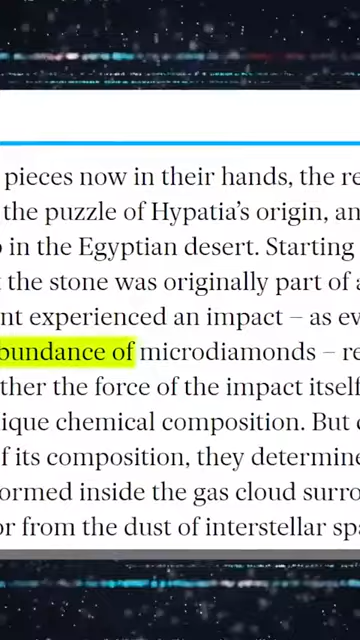 pieces now in their hands, the re
the puzzle of Hypatia's origin, an
in the Egyptian desert. Starting
the stone was originally part of a
nt experienced an impact – as ev
bundance of microdiamonds – re
ther the force of the impact itself
ique chemical composition. But c
f its composition, they determine
ormed inside the gas cloud surro
or from the dust of interstellar spa